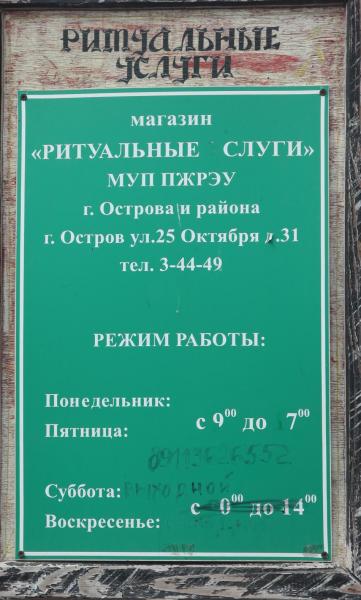 РИТУАЛЬНЫЕ
УСЛУГИ
магазин
«РИТУАЛЬНЫЕ СЛУГИ»
МУП ПЖРЭУ
г. Острова и района
г. Остров ул.25 Октября д.31
тел. 3-44-49
РЕЖИМ РАБОТЫ:
Понедельник:
Пятница:
с 9⁰⁰ до 7⁰⁰
89113626552
Суббота:
Воскресенье:
ВЫХОДНОЙ
с 0⁰⁰ до 14⁰⁰